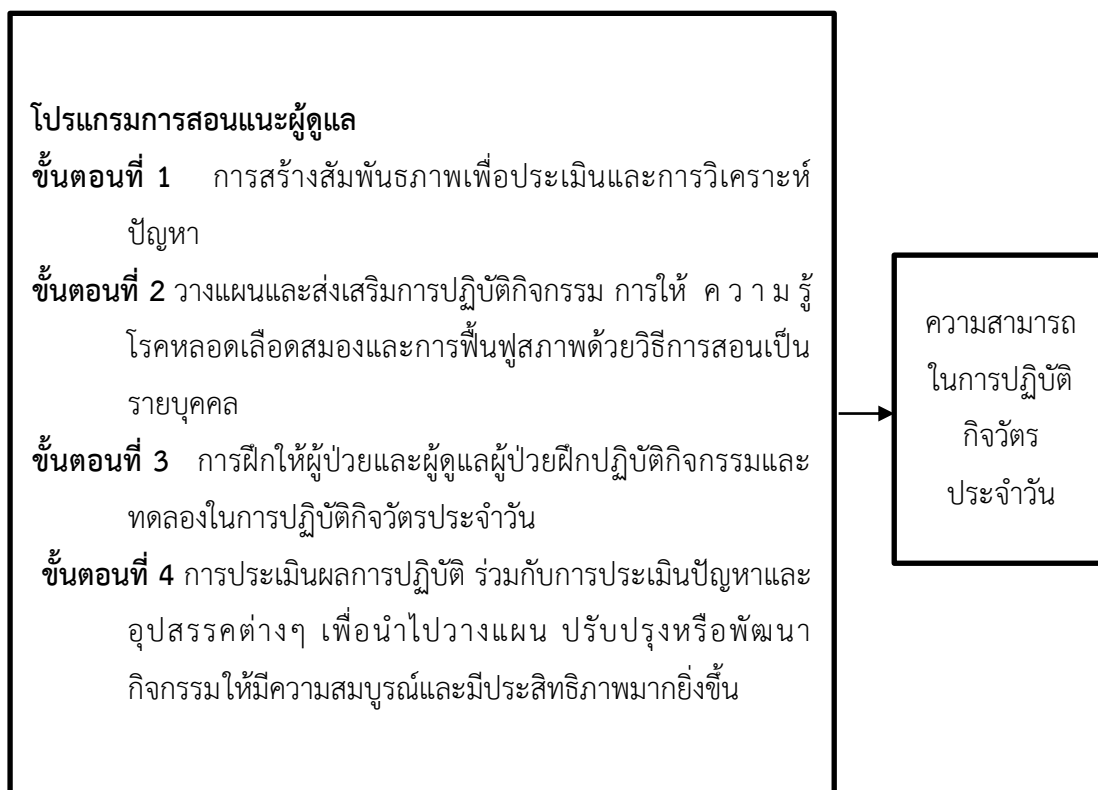 โปรแกรมการสอนแนะผู้ดูแล
ขั้นตอนที่ 1 การสร้างสัมพันธภาพเพื่อประเมินและการวิเคราะห์
ปัญหา
ขั้นตอนที่ 2 วางแผนและส่งเสริมการปฏิบัติกิจกรรม การให้ ค ว า ม รู้
โรคหลอดเลือดสมองและการฟื้นฟูสภาพด้วยวิธีการสอนเป็น
รายบุคคล
ขั้นตอนที่ 3 การฝึกให้ผู้ป่วยและผู้ดูแลผู้ป่วยฝึกปฏิบัติกิจกรรมและ
ทดลองในการปฏิบัติกิจวัตรประจำวัน
ขั้นตอนที่ 4 การประเมินผลการปฏิบัติ ร่วมกับการประเมินปัญหาและ
อุปสรรคต่างๆ เพื่อนำไปวางแผน ปรับปรุงหรือพัฒนา
กิจกรรมให้มีความสมบูรณ์และมีประสิทธิภาพมากยิ่งขึ้น
ความสามารถ
ในการปฏิบัติ
กิจวัตร
ประจำวัน